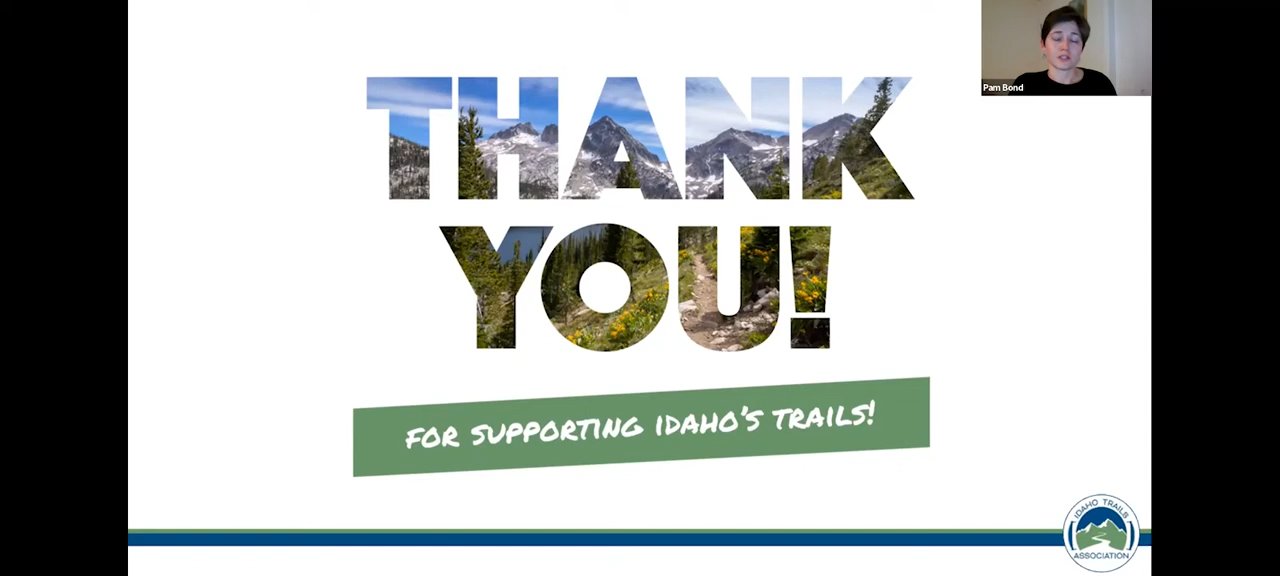 Pam Bond
THANK
YOU!
FOR SUPPORTING IDAHO'S TRAILS!
IDAHO TRAILS
ASSOCIATION